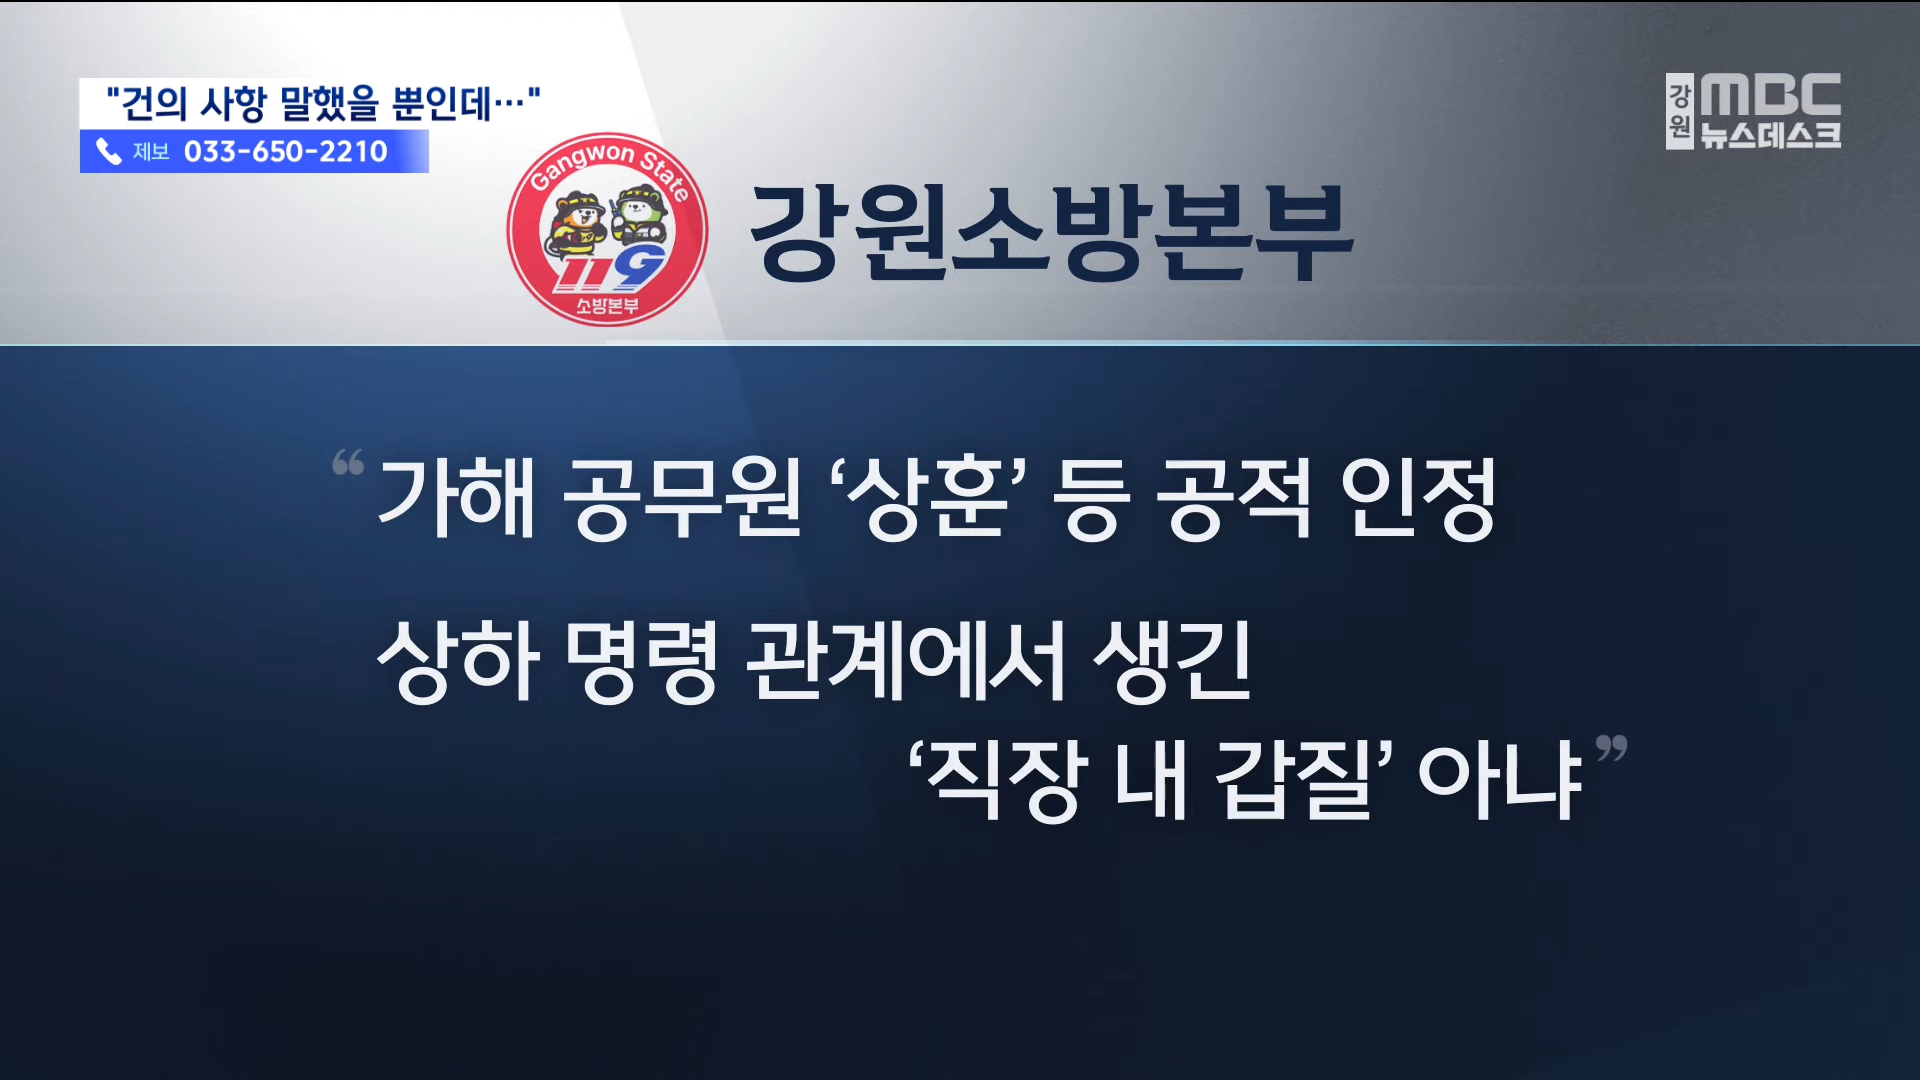 "건의 사항 말했을 뿐인데…"
제보 033-650-2210
강원 MBC 뉴스데스크
Gangwon State
119
소방본부
강원소방본부
“가해 공무원 ‘상훈’ 등 공적 인정
상하 명령 관계에서 생긴
‘직장 내 갑질’ 아냐”